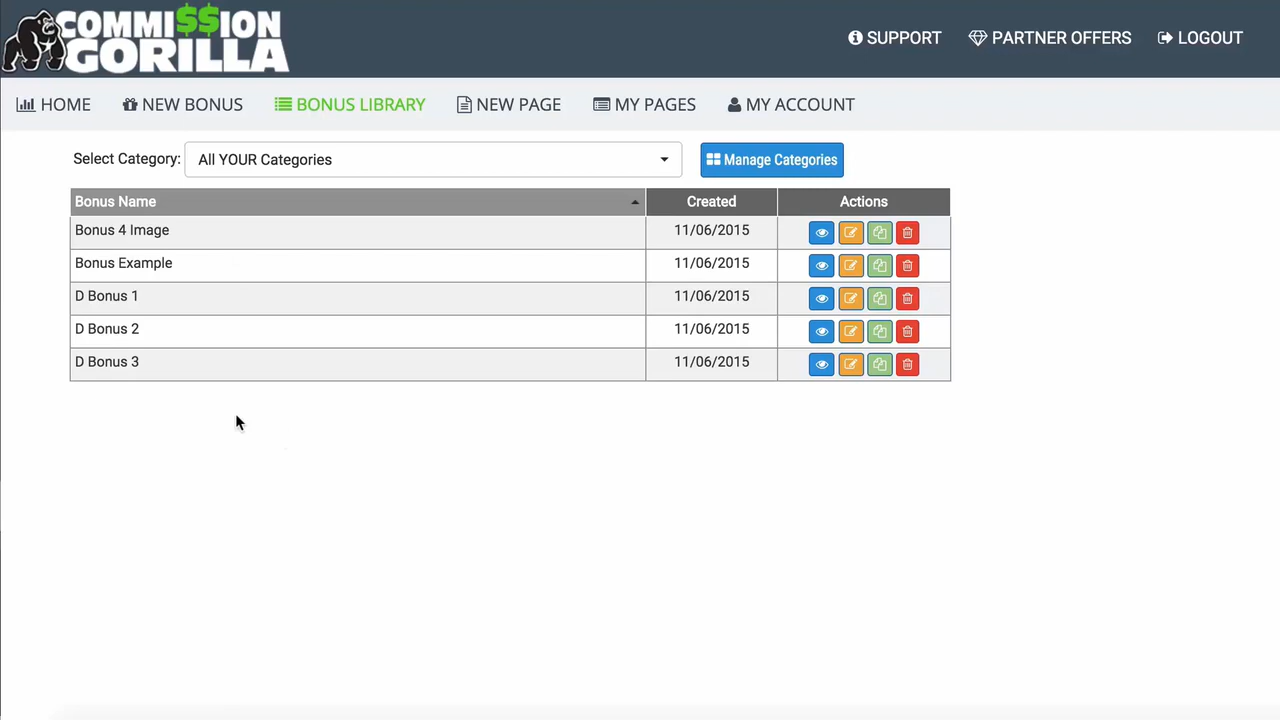 COMMI$$ION
GORILLA
SUPPORT PARTNER OFFERS LOGOUT
HOME NEW BONUS BONUS LIBRARY NEW PAGE MY PAGES MY ACCOUNT
Select Category: All YOUR Categories Manage Categories
Bonus Name Created Actions
Bonus 4 Image 11/06/2015
Bonus Example 11/06/2015
D Bonus 1 11/06/2015
D Bonus 2 11/06/2015
D Bonus 3 11/06/2015